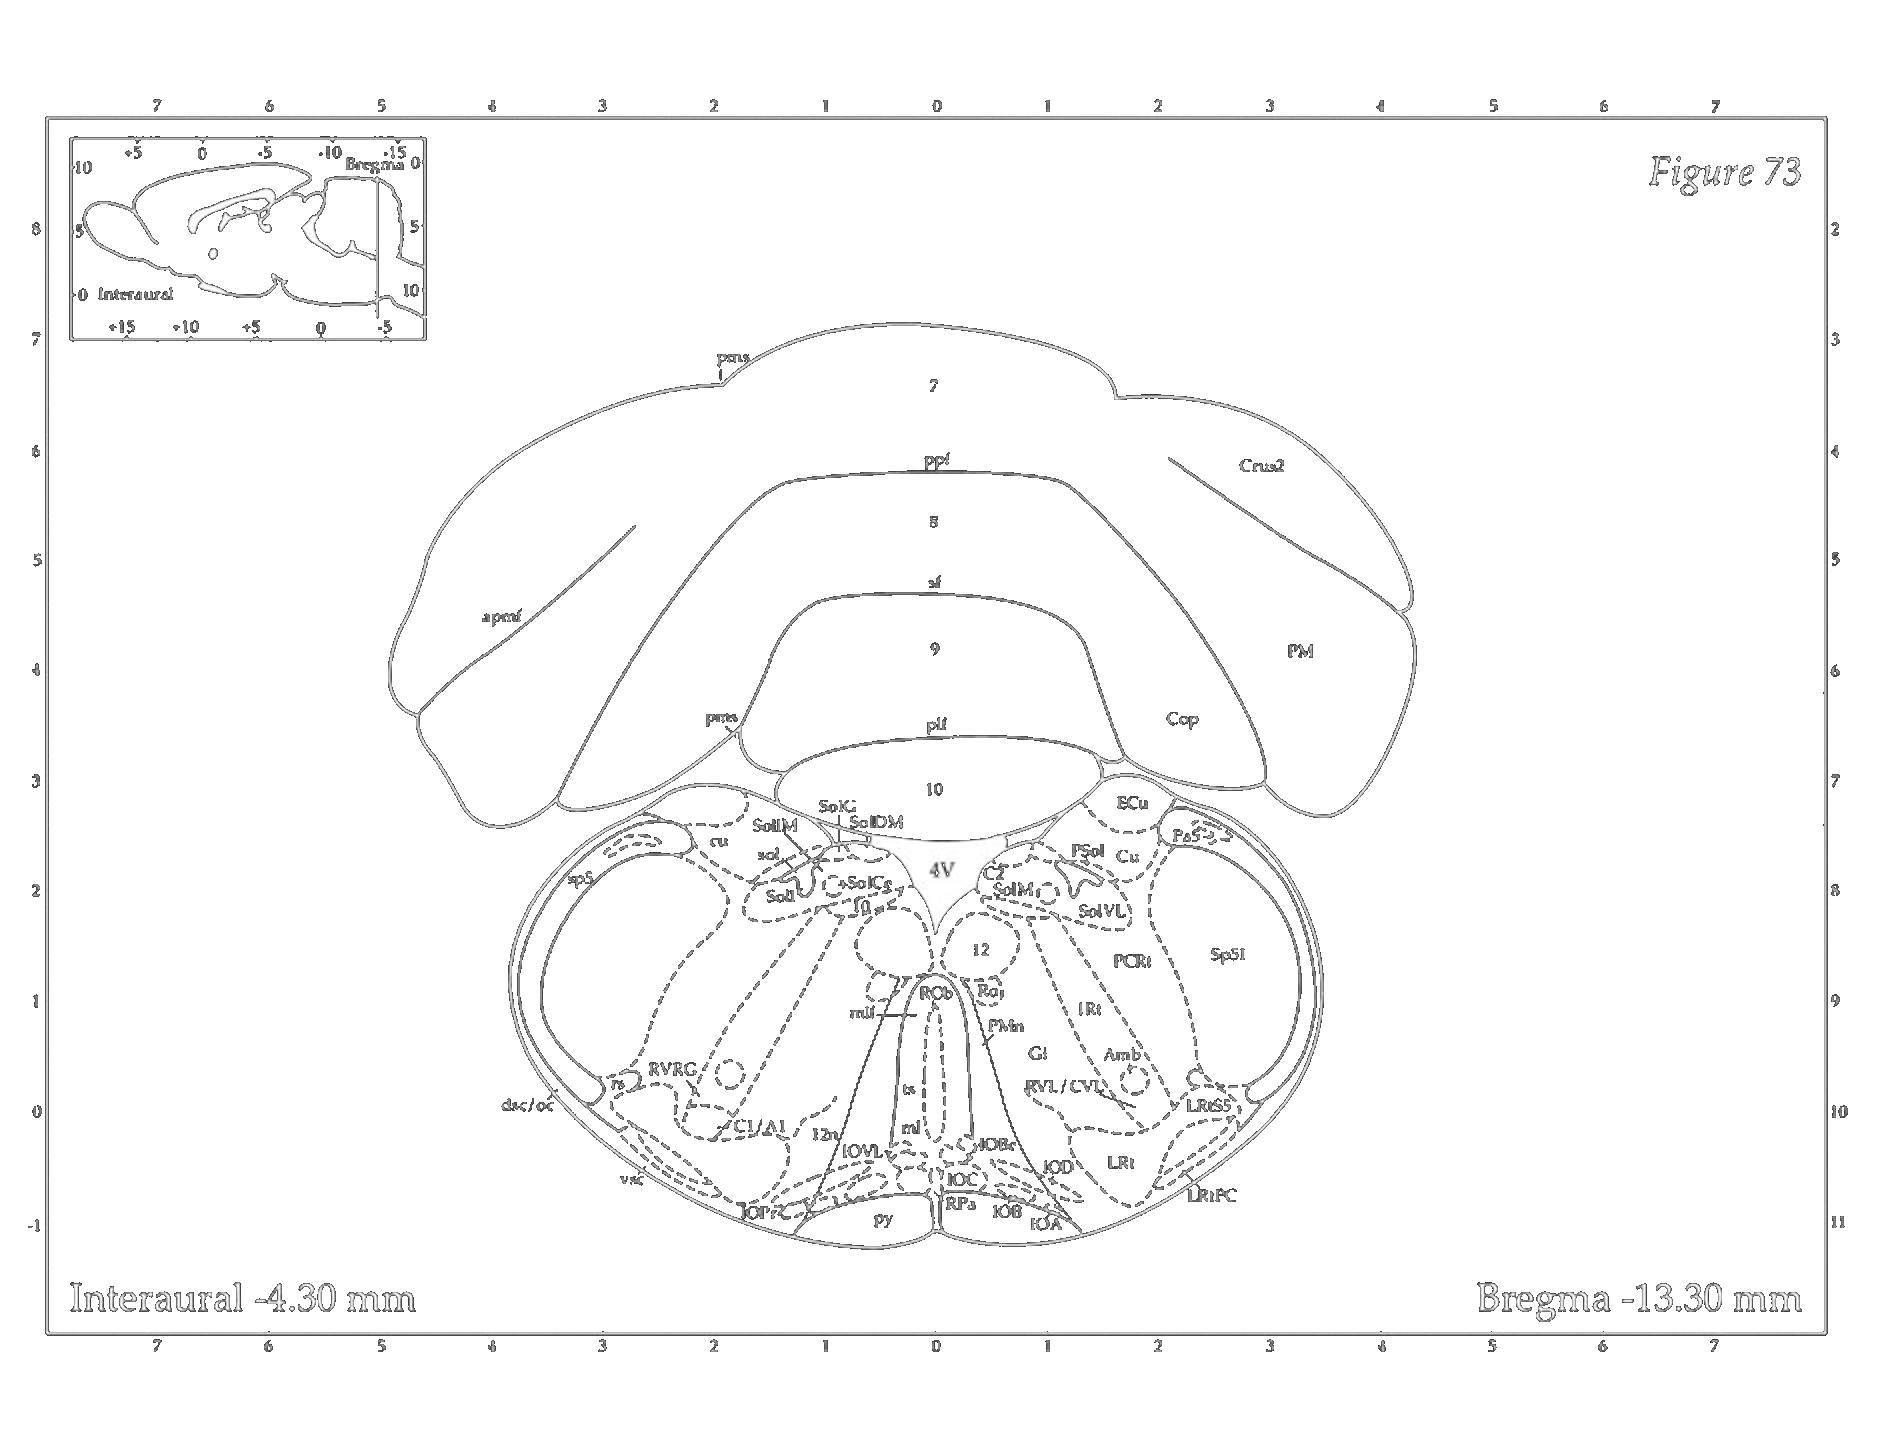 7 6 5 4 3 2 1 0 1 2 3 4 5 6 7
+5 0 -5 -10 -15
Bregma 0
10
5 5
0 Interaural 10
+15 +10 +5 0 -5
Figure 73
8 2
7 3
6 4
5 5
4 6
3 7
2 8
1 9
0 10
-1 11
pms
7
ppf
Crus2
8
sf
apmf
9
PM
pms
plf
Cop
10
ECu
SolG
SolDM
SolIM
cu
sol
4V
PSol
Cu
Pa5
sp5
C2
SolCe
SolM
SolI
10
SolVL
12
PCRt
Sp5I
ROb
Ro
mlf
IRt
PMn
Gi
Amb
RVRG
rs
RVL/CVL
dsc/oc
ts
LRtS5
C1/A1
12n
ml
IOVL
IOBe
IOD
LRt
vsc
IOC
LRtPC
IOPr
RPa
IOB
IOA
py
Interaural -4.30 mm Bregma -13.30 mm
7 6 5 4 3 2 1 0 1 2 3 4 5 6 7